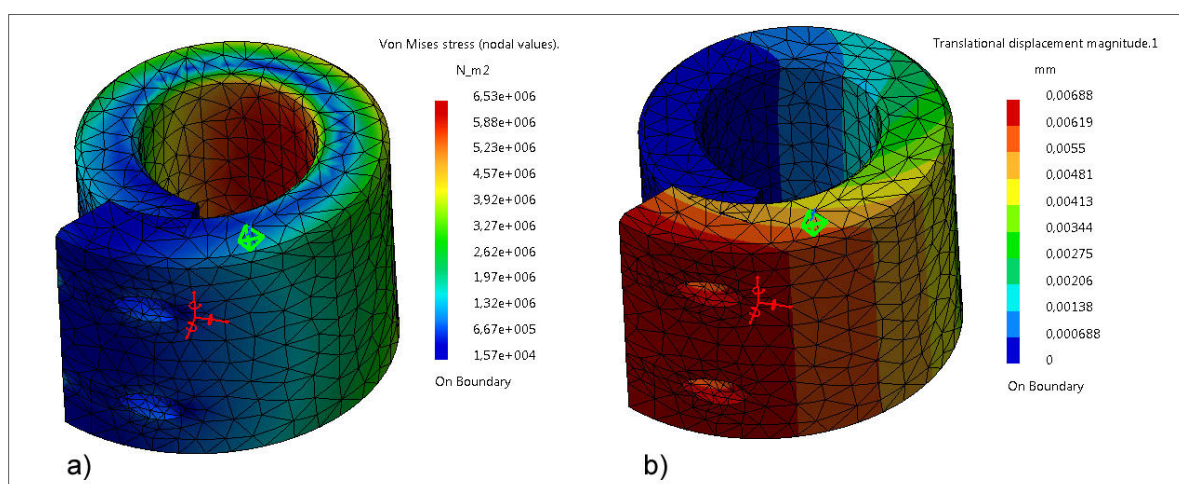 Von Mises stress (nodal values).
N_m2
6,53e+006
5,88e+006
5,23e+006
4,57e+006
3,92e+006
3,27e+006
2,62e+006
1,97e+006
1,32e+006
6,67e+005
1,57e+004
On Boundary
a)
Translational displacement magnitude.1
mm
0,00688
0,00619
0,0055
0,00481
0,00413
0,00344
0,00275
0,00206
0,00138
0,000688
0
On Boundary
b)